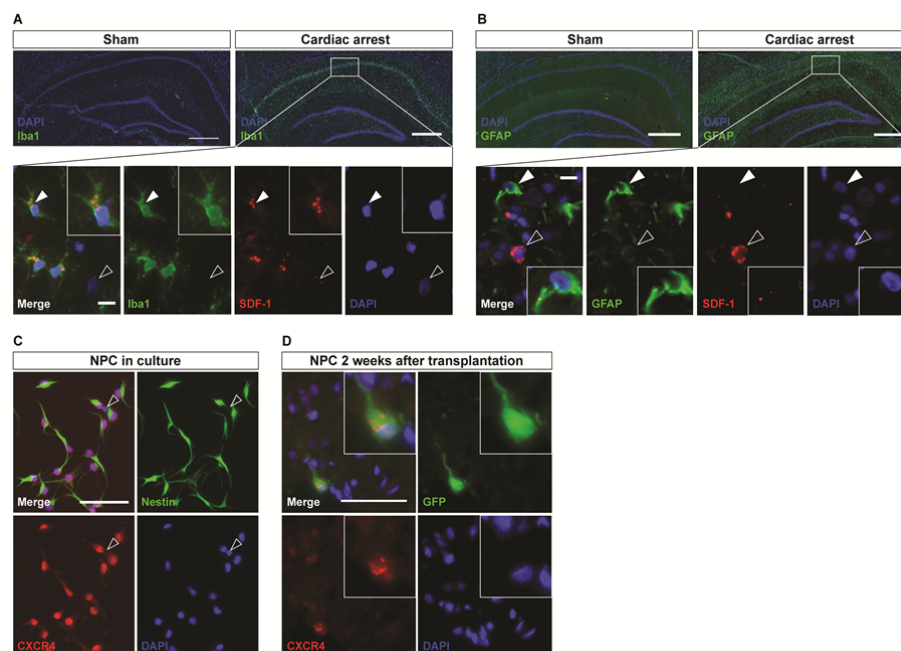 A
Sham
Cardiac arrest
DAPI
Iba1
DAPI
Iba1
Merge
Iba1
SDF-1
DAPI
B
Sham
Cardiac arrest
DAPI
GFAP
DAPI
GFAP
Merge
GFAP
SDF-1
DAPI
C
NPC in culture
Merge
Nestin
CXCR4
DAPI
D
NPC 2 weeks after transplantation
Merge
GFP
CXCR4
DAPI